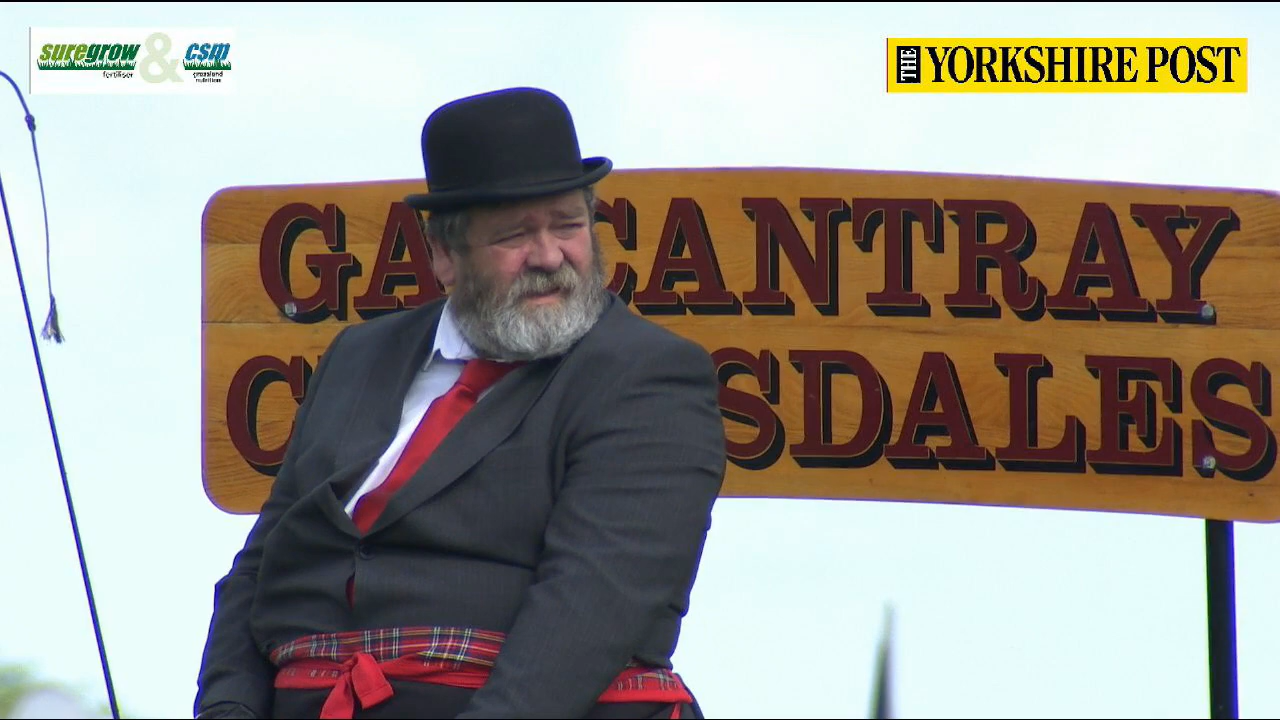 suregrow & csm
fertiliser
grassland
nutrition
THE YORKSHIRE POST
GA CANTRAY
C SDALES